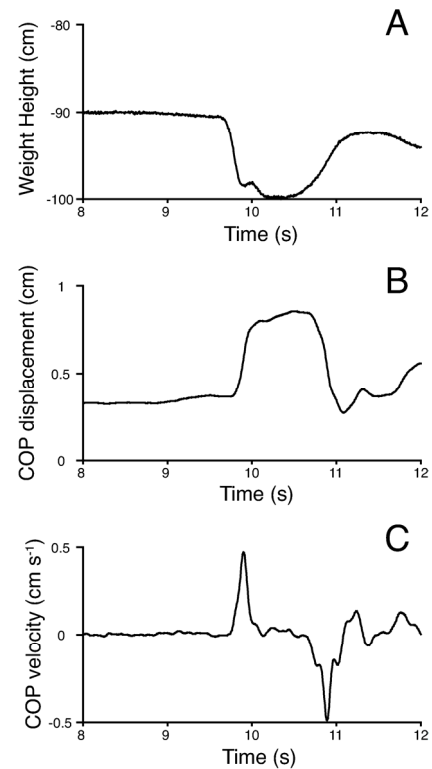 A
Weight Height (cm)
-80
-90
-100
8 9 10 11 12
Time (s)
B
COP displacement (cm)
1
0.5
0
8 9 10 11 12
Time (s)
C
COP velocity (cm s⁻¹)
0.5
0
-0.5
8 9 10 11 12
Time (s)